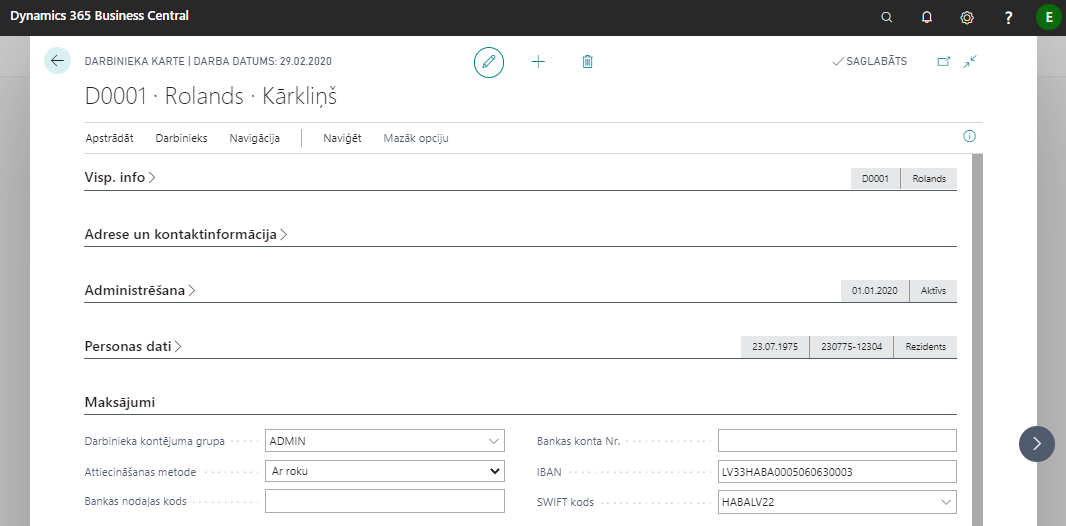 Dynamics 365 Business Central
? E
DARBINIEKA KARTE | DARBA DATUMS: 29.02.2020
SAGLABĀTS
D0001 · Rolands · Kārkliņš
Apstrādāt Darbinieks Navigācija Naviģēt Mazāk opciju
Visp. info D0001 Rolands
Adrese un kontaktinformācija
Administrēšana 01.01.2020 Aktīvs
Personas dati 23.07.1975 230775-12304 Rezidents
Maksājumi
Darbinieka kontējuma grupa ADMIN Bankas konta Nr.
Attiecināšanas metode Ar roku IBAN LV33HABA0005060630003
Bankas nodaļas kods SWIFT kods HABALV22